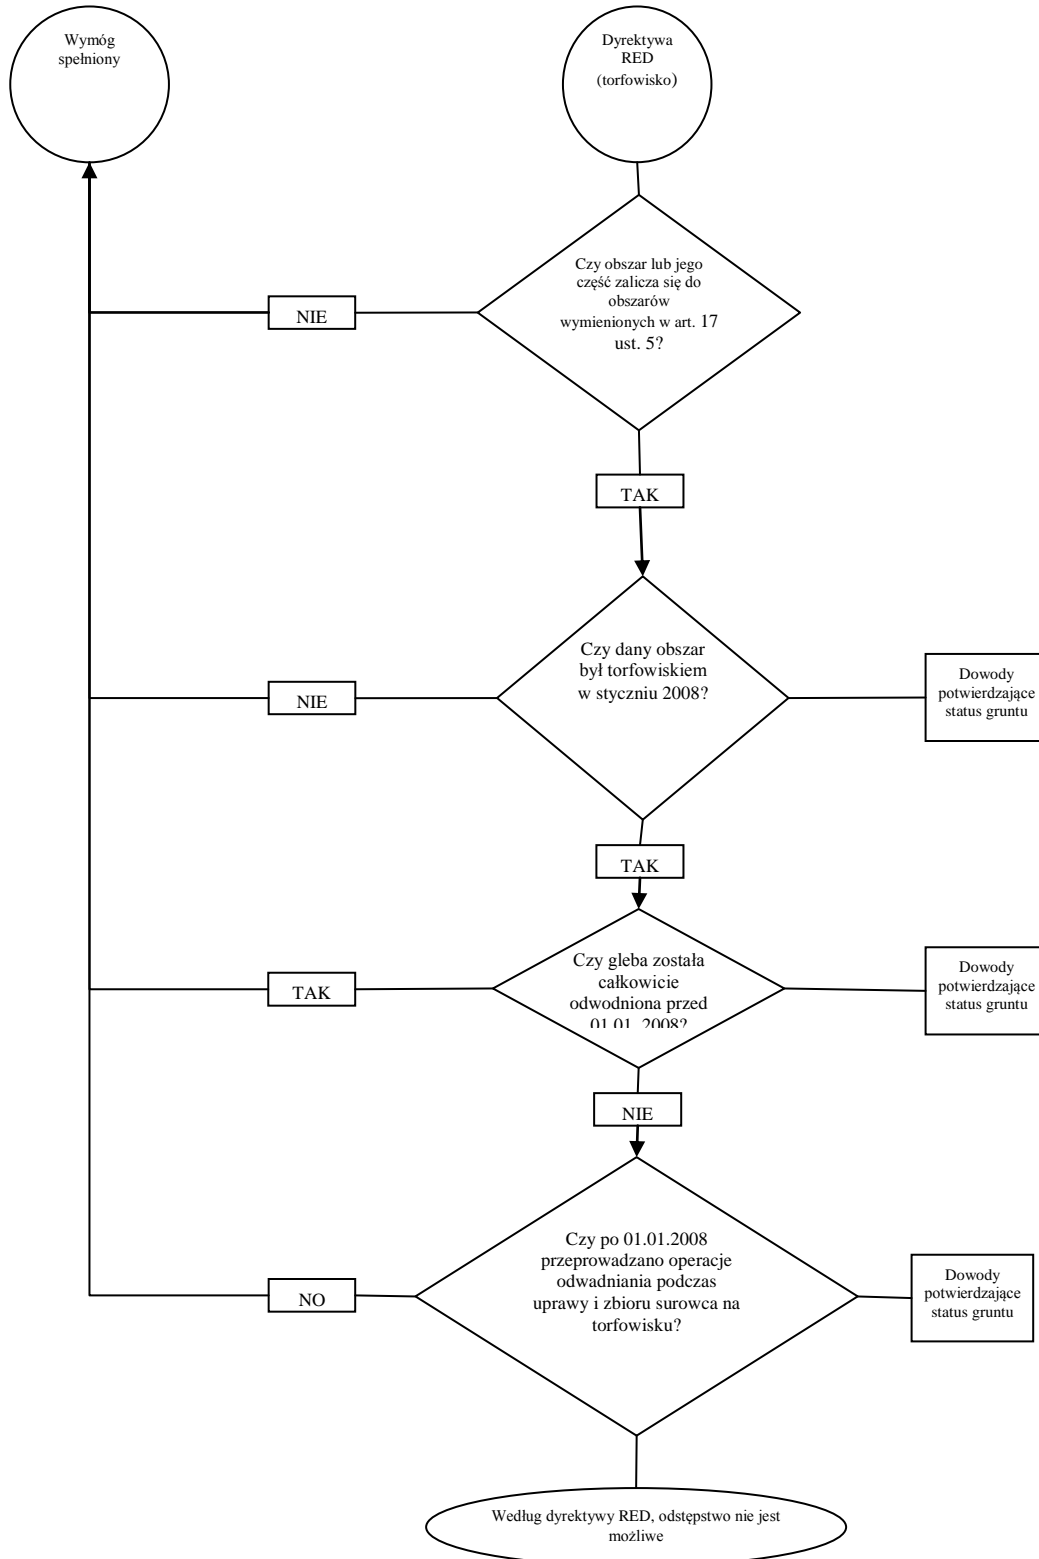 Wymóg
spełniony
Dyrektywa
RED
(torfowisko)
Czy obszar lub jego
część zalicza się do
obszarów
wymienionych w art. 17
ust. 5?
NIE
TAK
Czy dany obszar
był torfowiskiem
w styczniu 2008?
NIE
Dowody
potwierdzające
status gruntu
TAK
Czy gleba została
całkowicie
odwodniona przed
01.01. 2008?
TAK
Dowody
potwierdzające
status gruntu
NIE
Czy po 01.01.2008
przeprowadzano operacje
odwadniania podczas
uprawy i zbioru surowca na
torfowisku?
NO
Dowody
potwierdzające
status gruntu
Według dyrektywy RED, odstępstwo nie jest
możliwe